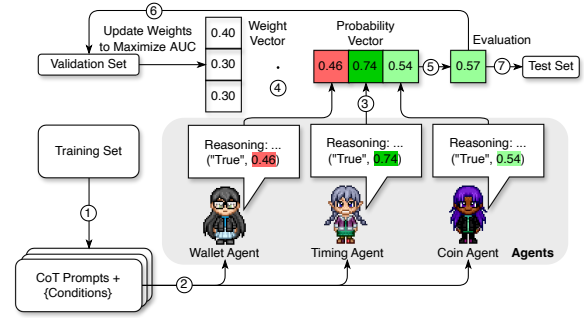 6
Update Weights
to Maximize AUC
Validation Set
0.40
0.30
0.30
Weight
Vector
.
4
Probability
Vector
0.46 0.74 0.54
5
Evaluation
0.57
7
Test Set
3
Training Set
1
Reasoning: ...
("True", 0.46)
Reasoning: ...
("True", 0.74)
Reasoning: ...
("True", 0.54)
Wallet Agent
Timing Agent
Coin Agent
Agents
CoT Prompts +
{Conditions}
2